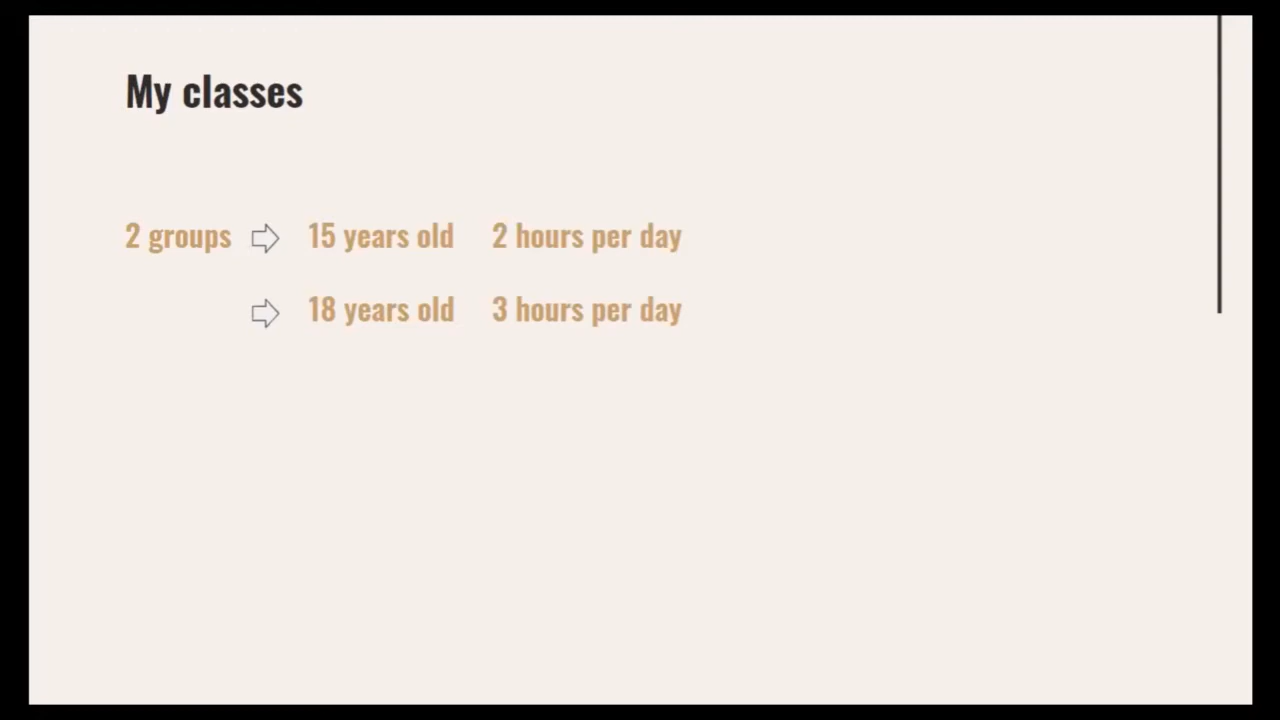 My classes
2 groups 15 years old 2 hours per day
18 years old 3 hours per day